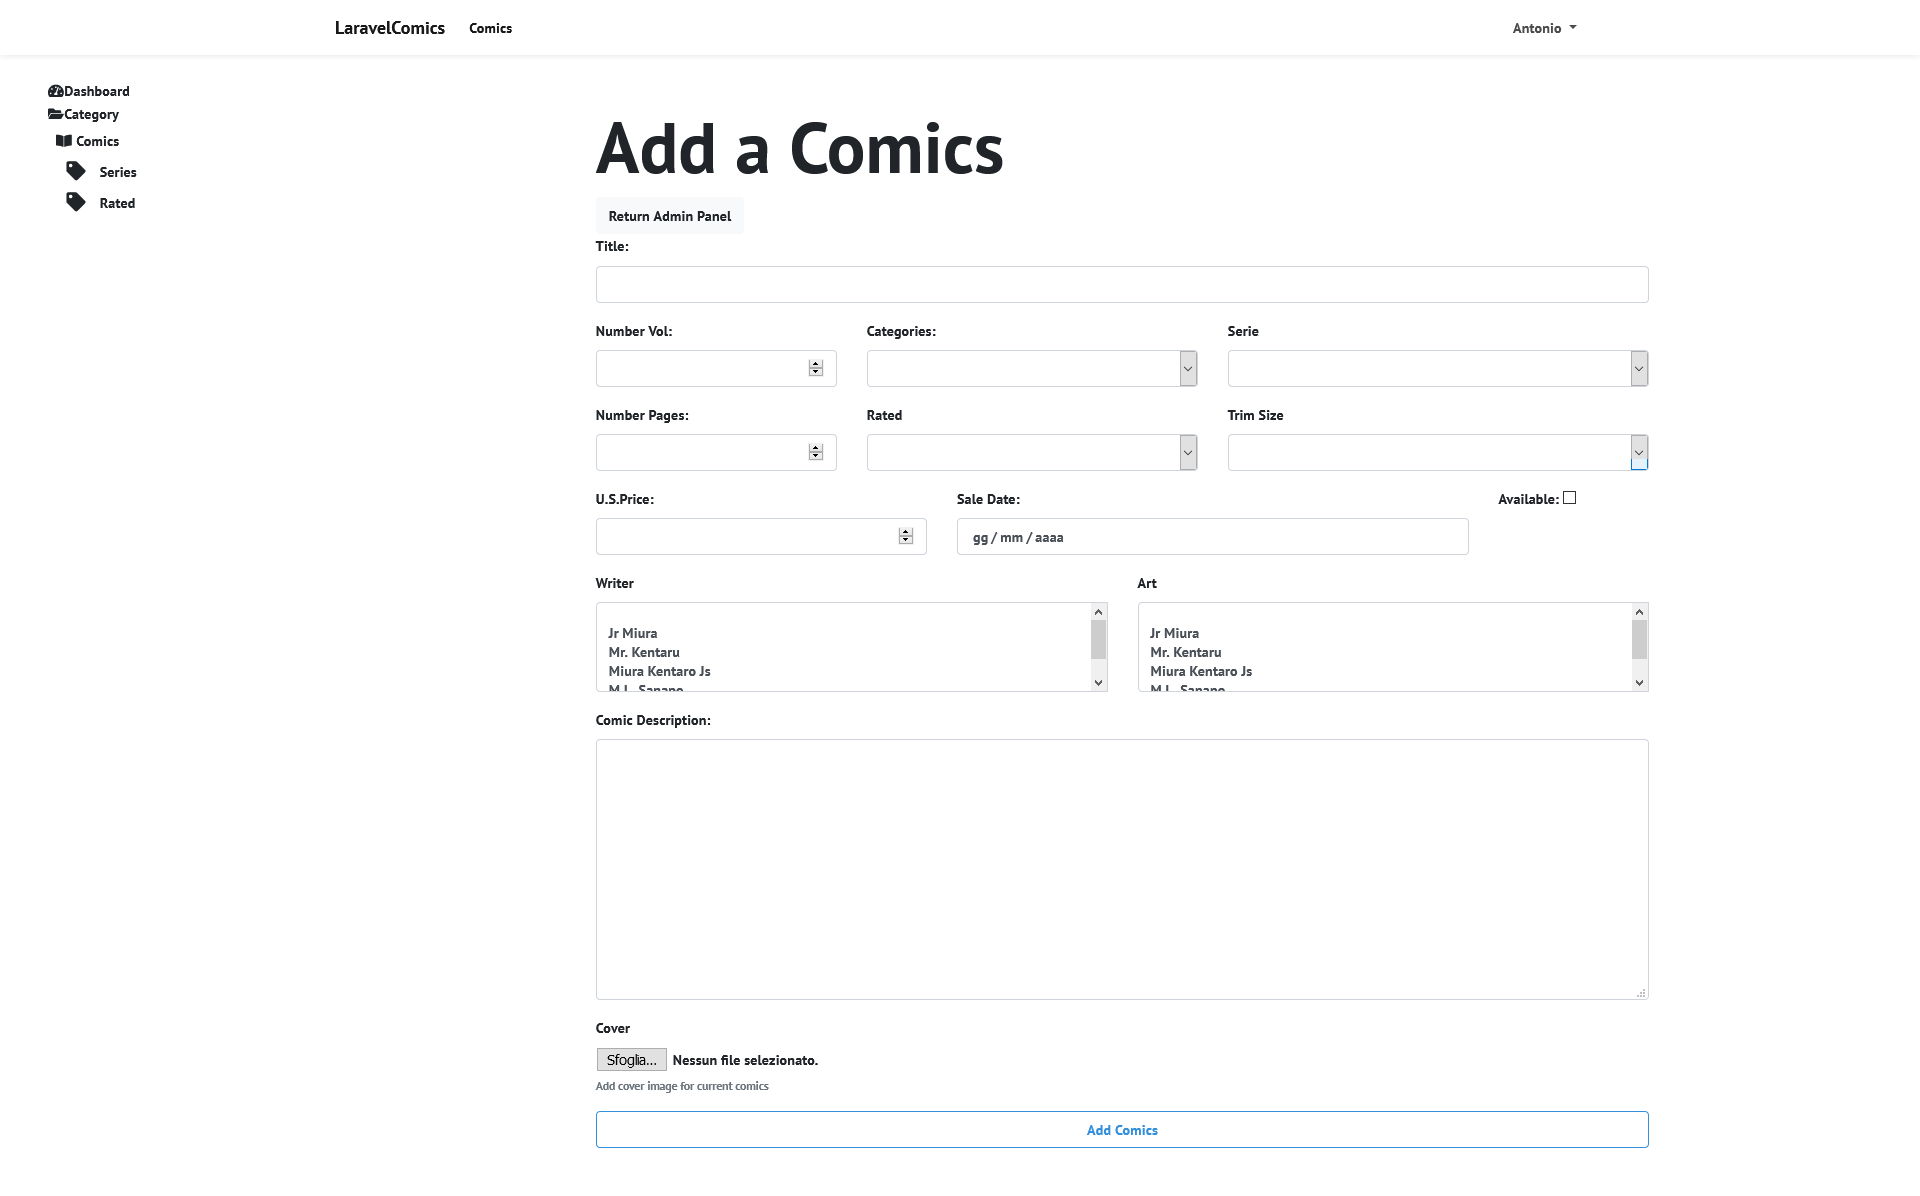 LaravelComics Comics Antonio
Dashboard
Category
Comics
Series
Rated
Add a Comics
Return Admin Panel
Title:
Number Vol: Categories: Serie
Number Pages: Rated Trim Size
U.S.Price: Sale Date: Available:
gg / mm / aaaa
Writer Art
Jr Miura Jr Miura
Mr. Kentaru Mr. Kentaru
Miura Kentaro Js Miura Kentaro Js
Comic Description:
Cover
Sfoglia... Nessun file selezionato.
Add cover image for current comics
Add Comics